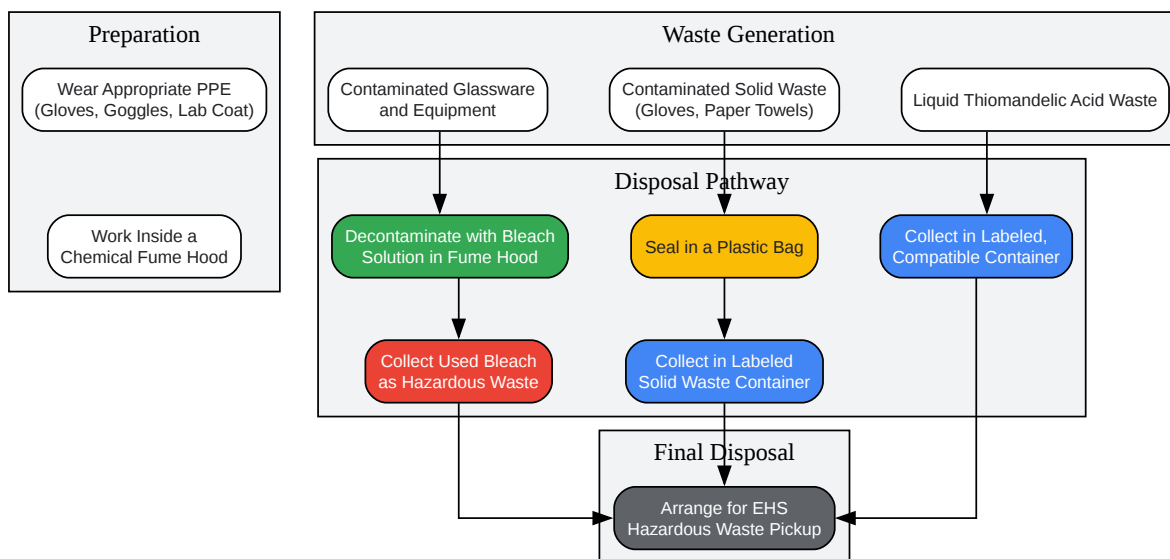 Preparation
Wear Appropriate PPE
(Gloves, Goggles, Lab Coat)
Work Inside a
Chemical Fume Hood
Waste Generation
Contaminated Glassware
and Equipment
Contaminated Solid Waste
(Gloves, Paper Towels)
Liquid Thiomandelic Acid Waste
Disposal Pathway
Decontaminate with Bleach
Solution in Fume Hood
Seal in a Plastic Bag
Collect in Labeled,
Compatible Container
Collect Used Bleach
as Hazardous Waste
Collect in Labeled
Solid Waste Container
Final Disposal
Arrange for EHS
Hazardous Waste Pickup